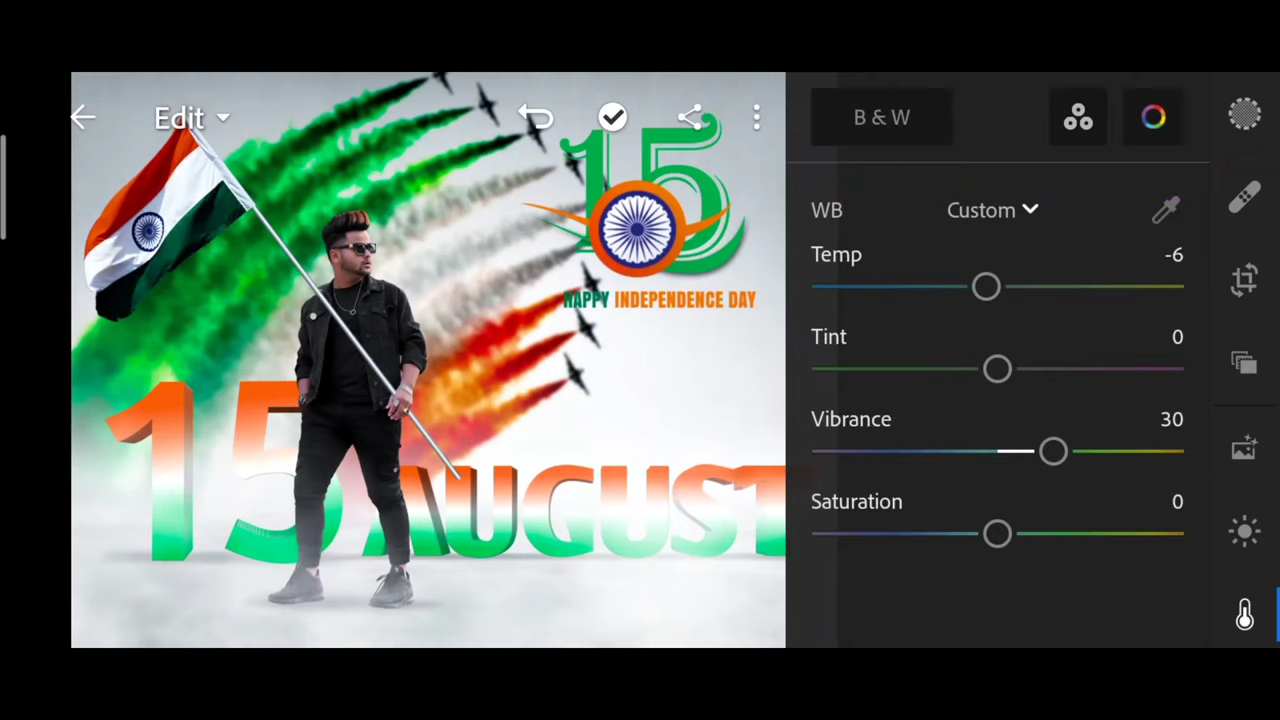 Edit
15
HAPPY INDEPENDENCE DAY
15 AUGUST
B & W
WB Custom
Temp -6
Tint 0
Vibrance 30
Saturation 0